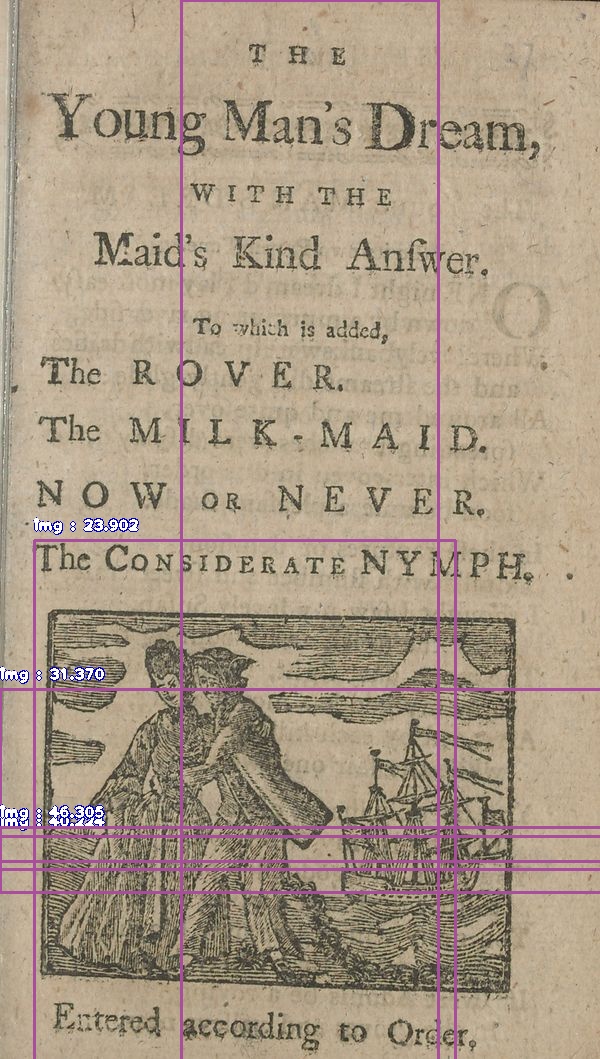 THE
Young Man's Dream,
WITH THE
Maid's Kind Anſwer.
To which is added,
The ROVER.
The MILK-MAID.
NOW OR NEVER.
img : 23.902
The CONSIDERATE NYMPH.
img : 31.370
img : 46.305
Entered according to Order,